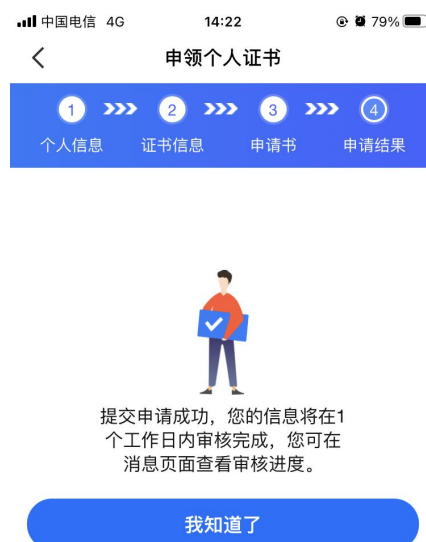 中国电信 4G 14:22 79%
申领个人证书
1 2 3 4
个人信息 证书信息 申请书 申请结果
提交申请成功，您的信息将在1
个工作日内审核完成，您可在
消息页面查看审核进度。
我知道了